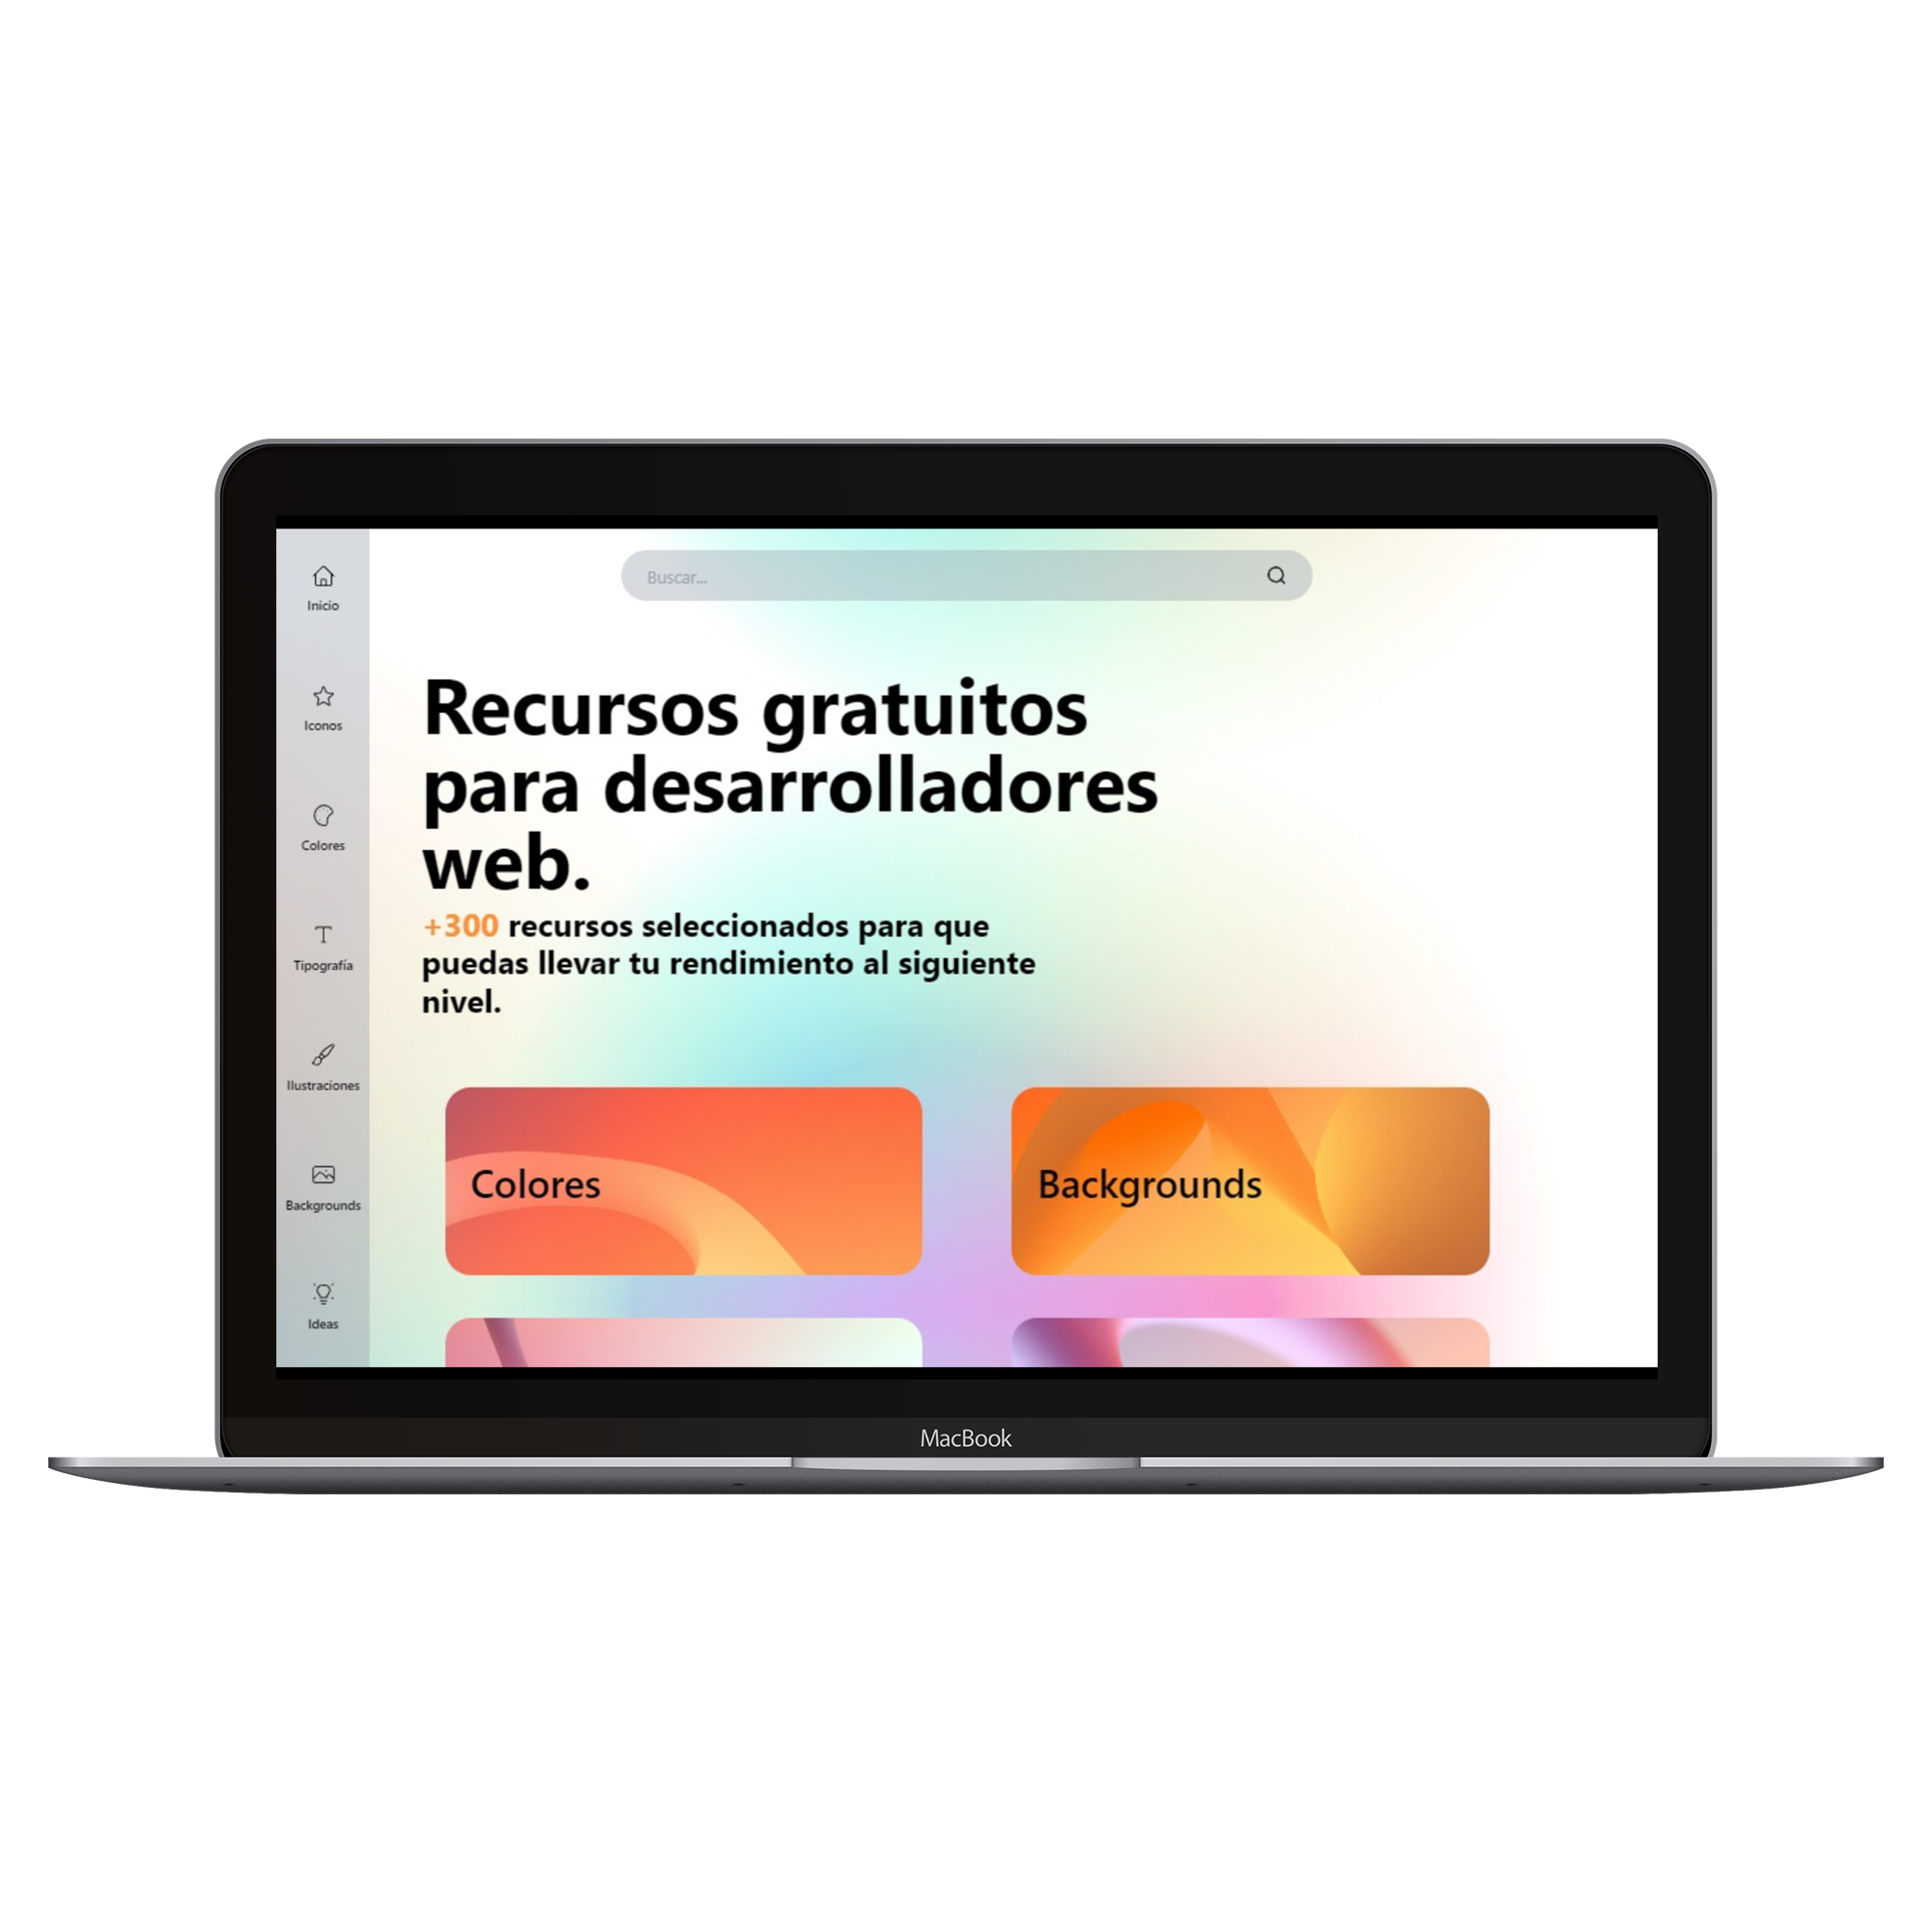 Buscar...
Inicio
Iconos
Colores
Tipografía
Ilustraciones
Backgrounds
Ideas
Recursos gratuitos
para desarrolladores
web.
+300 recursos seleccionados para que
puedas llevar tu rendimiento al siguiente
nivel.
Colores
Backgrounds
MacBook